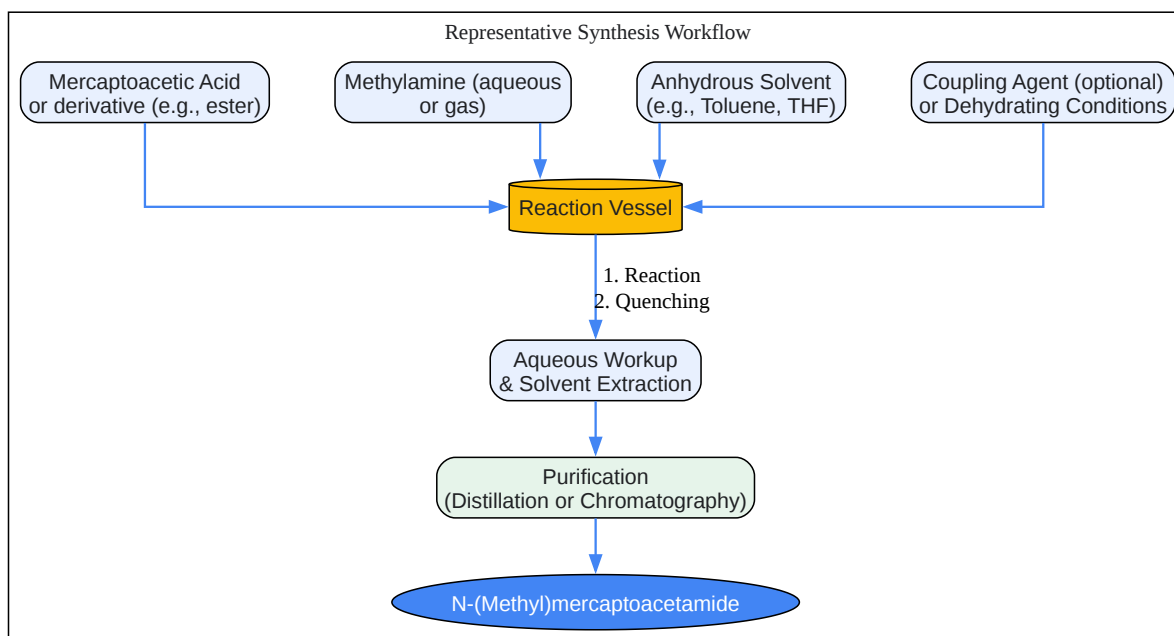 Representative Synthesis Workflow
Mercaptoacetic Acid
or derivative (e.g., ester)
Methylamine (aqueous
or gas)
Anhydrous Solvent
(e.g., Toluene, THF)
Coupling Agent (optional)
or Dehydrating Conditions
Reaction Vessel
1. Reaction
2. Quenching
Aqueous Workup
& Solvent Extraction
Purification
(Distillation or Chromatography)
N-(Methyl)mercaptoacetamide